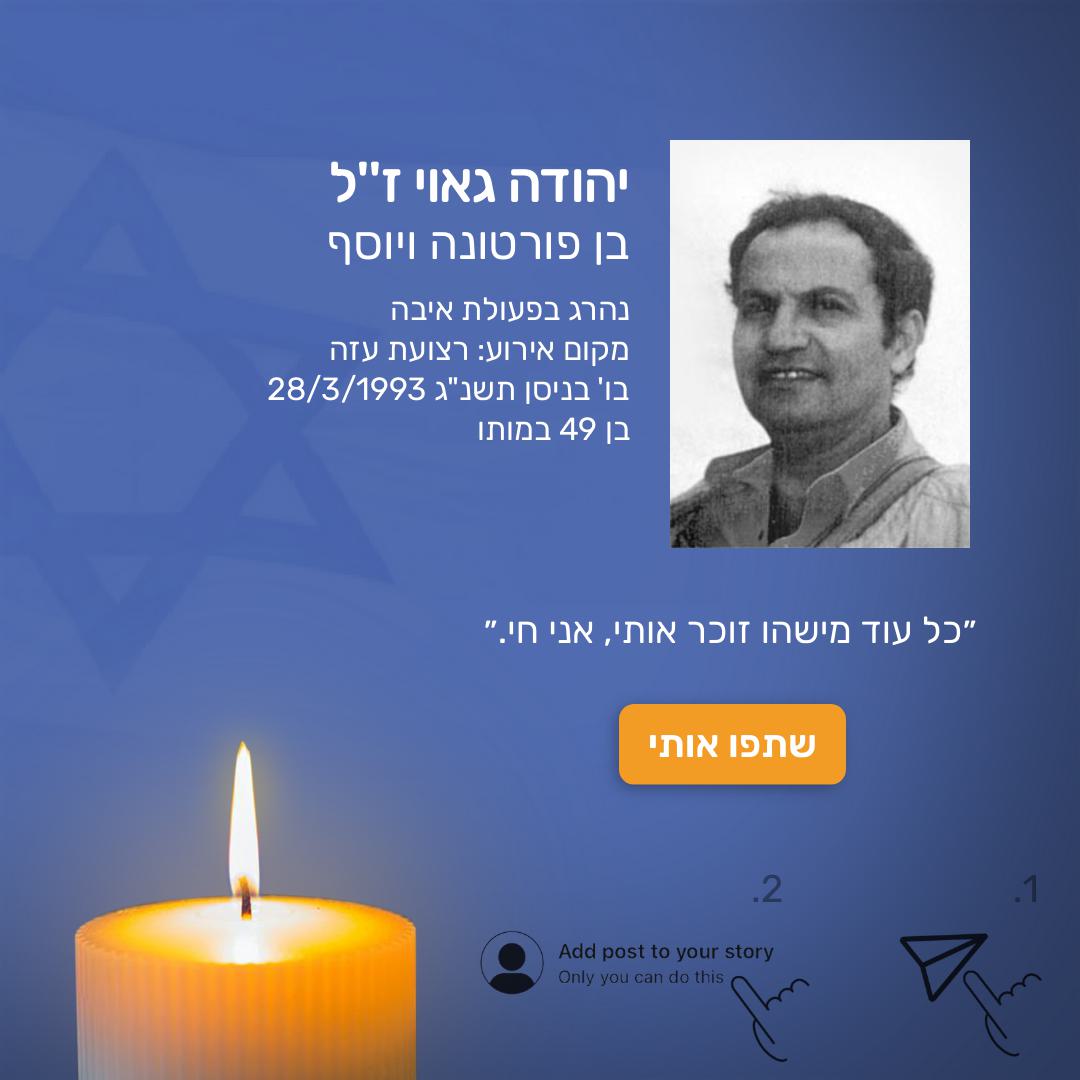 יהודה גאוי ז"ל
בן פורטונה ויוסף
נהרג בפעולת איבה
מקום אירוע: רצועת עזה
בו' בניסן תשנ"ג 28/3/1993
בן 49 במותו
"כל עוד מישהו זוכר אותי, אני חי."
שתפו אותי
1.
2.
Add post to your story
Only you can do this